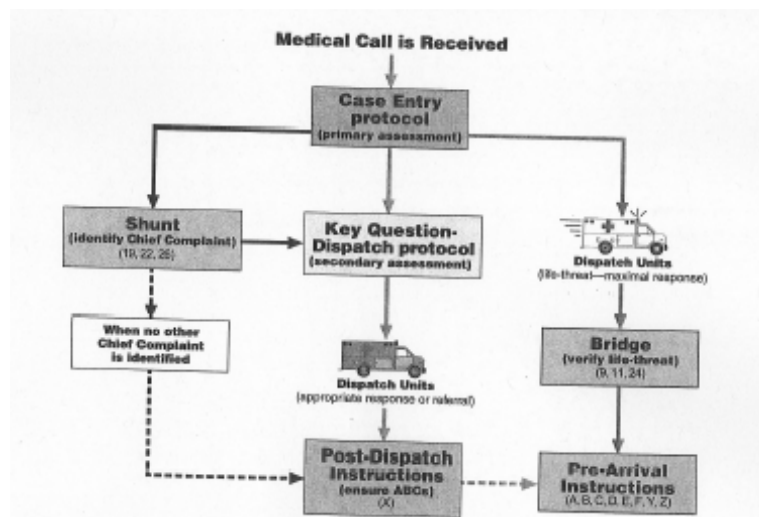 Medical Call is Received
Case Entry
protocol
(primary assessment)
Shunt
(identify Chief Complaint)
(19, 22, 26)
Key Question-
Dispatch protocol
(secondary assessment)
Dispatch Units
(life-threat—maximal response)
When no other
Chief Complaint
is identified
Dispatch Units
(appropriate response or referral)
Bridge
(verify life-threat)
(9, 11, 24)
Post-Dispatch
Instructions
(ensure ABCs)
(X)
Pre-Arrival
Instructions
(A, B, C, D, E, F, Y, Z)